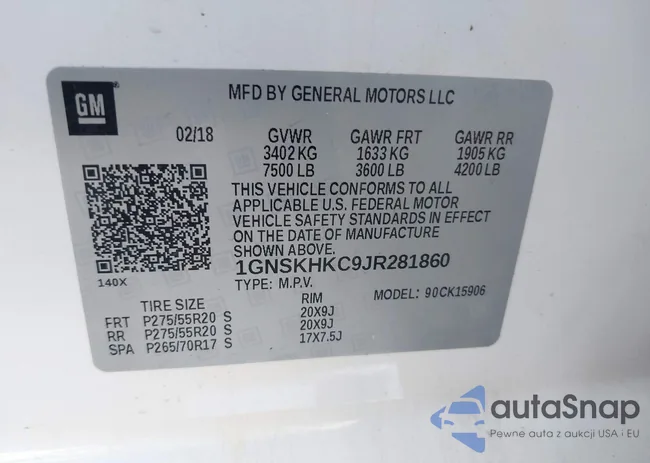 GM
MFD BY GENERAL MOTORS LLC
02/18 GVWR GAWR FRT GAWR RR
3402 KG 1633 KG 1905 KG
7500 LB 3600 LB 4200 LB
THIS VEHICLE CONFORMS TO ALL
APPLICABLE U.S. FEDERAL MOTOR
VEHICLE SAFETY STANDARDS IN EFFECT
ON THE DATE OF MANUFACTURE
SHOWN ABOVE.
1GNSKHKC9JR281860
140X
TYPE: M.P.V. MODEL: 90CK15906
TIRE SIZE RIM
FRT P275/55R20 S 20X9J
RR P275/55R20 S 20X9J
SPA P265/70R17 S 17X7.5J
autaSnap
Pewne auta z aukcji USA i EU